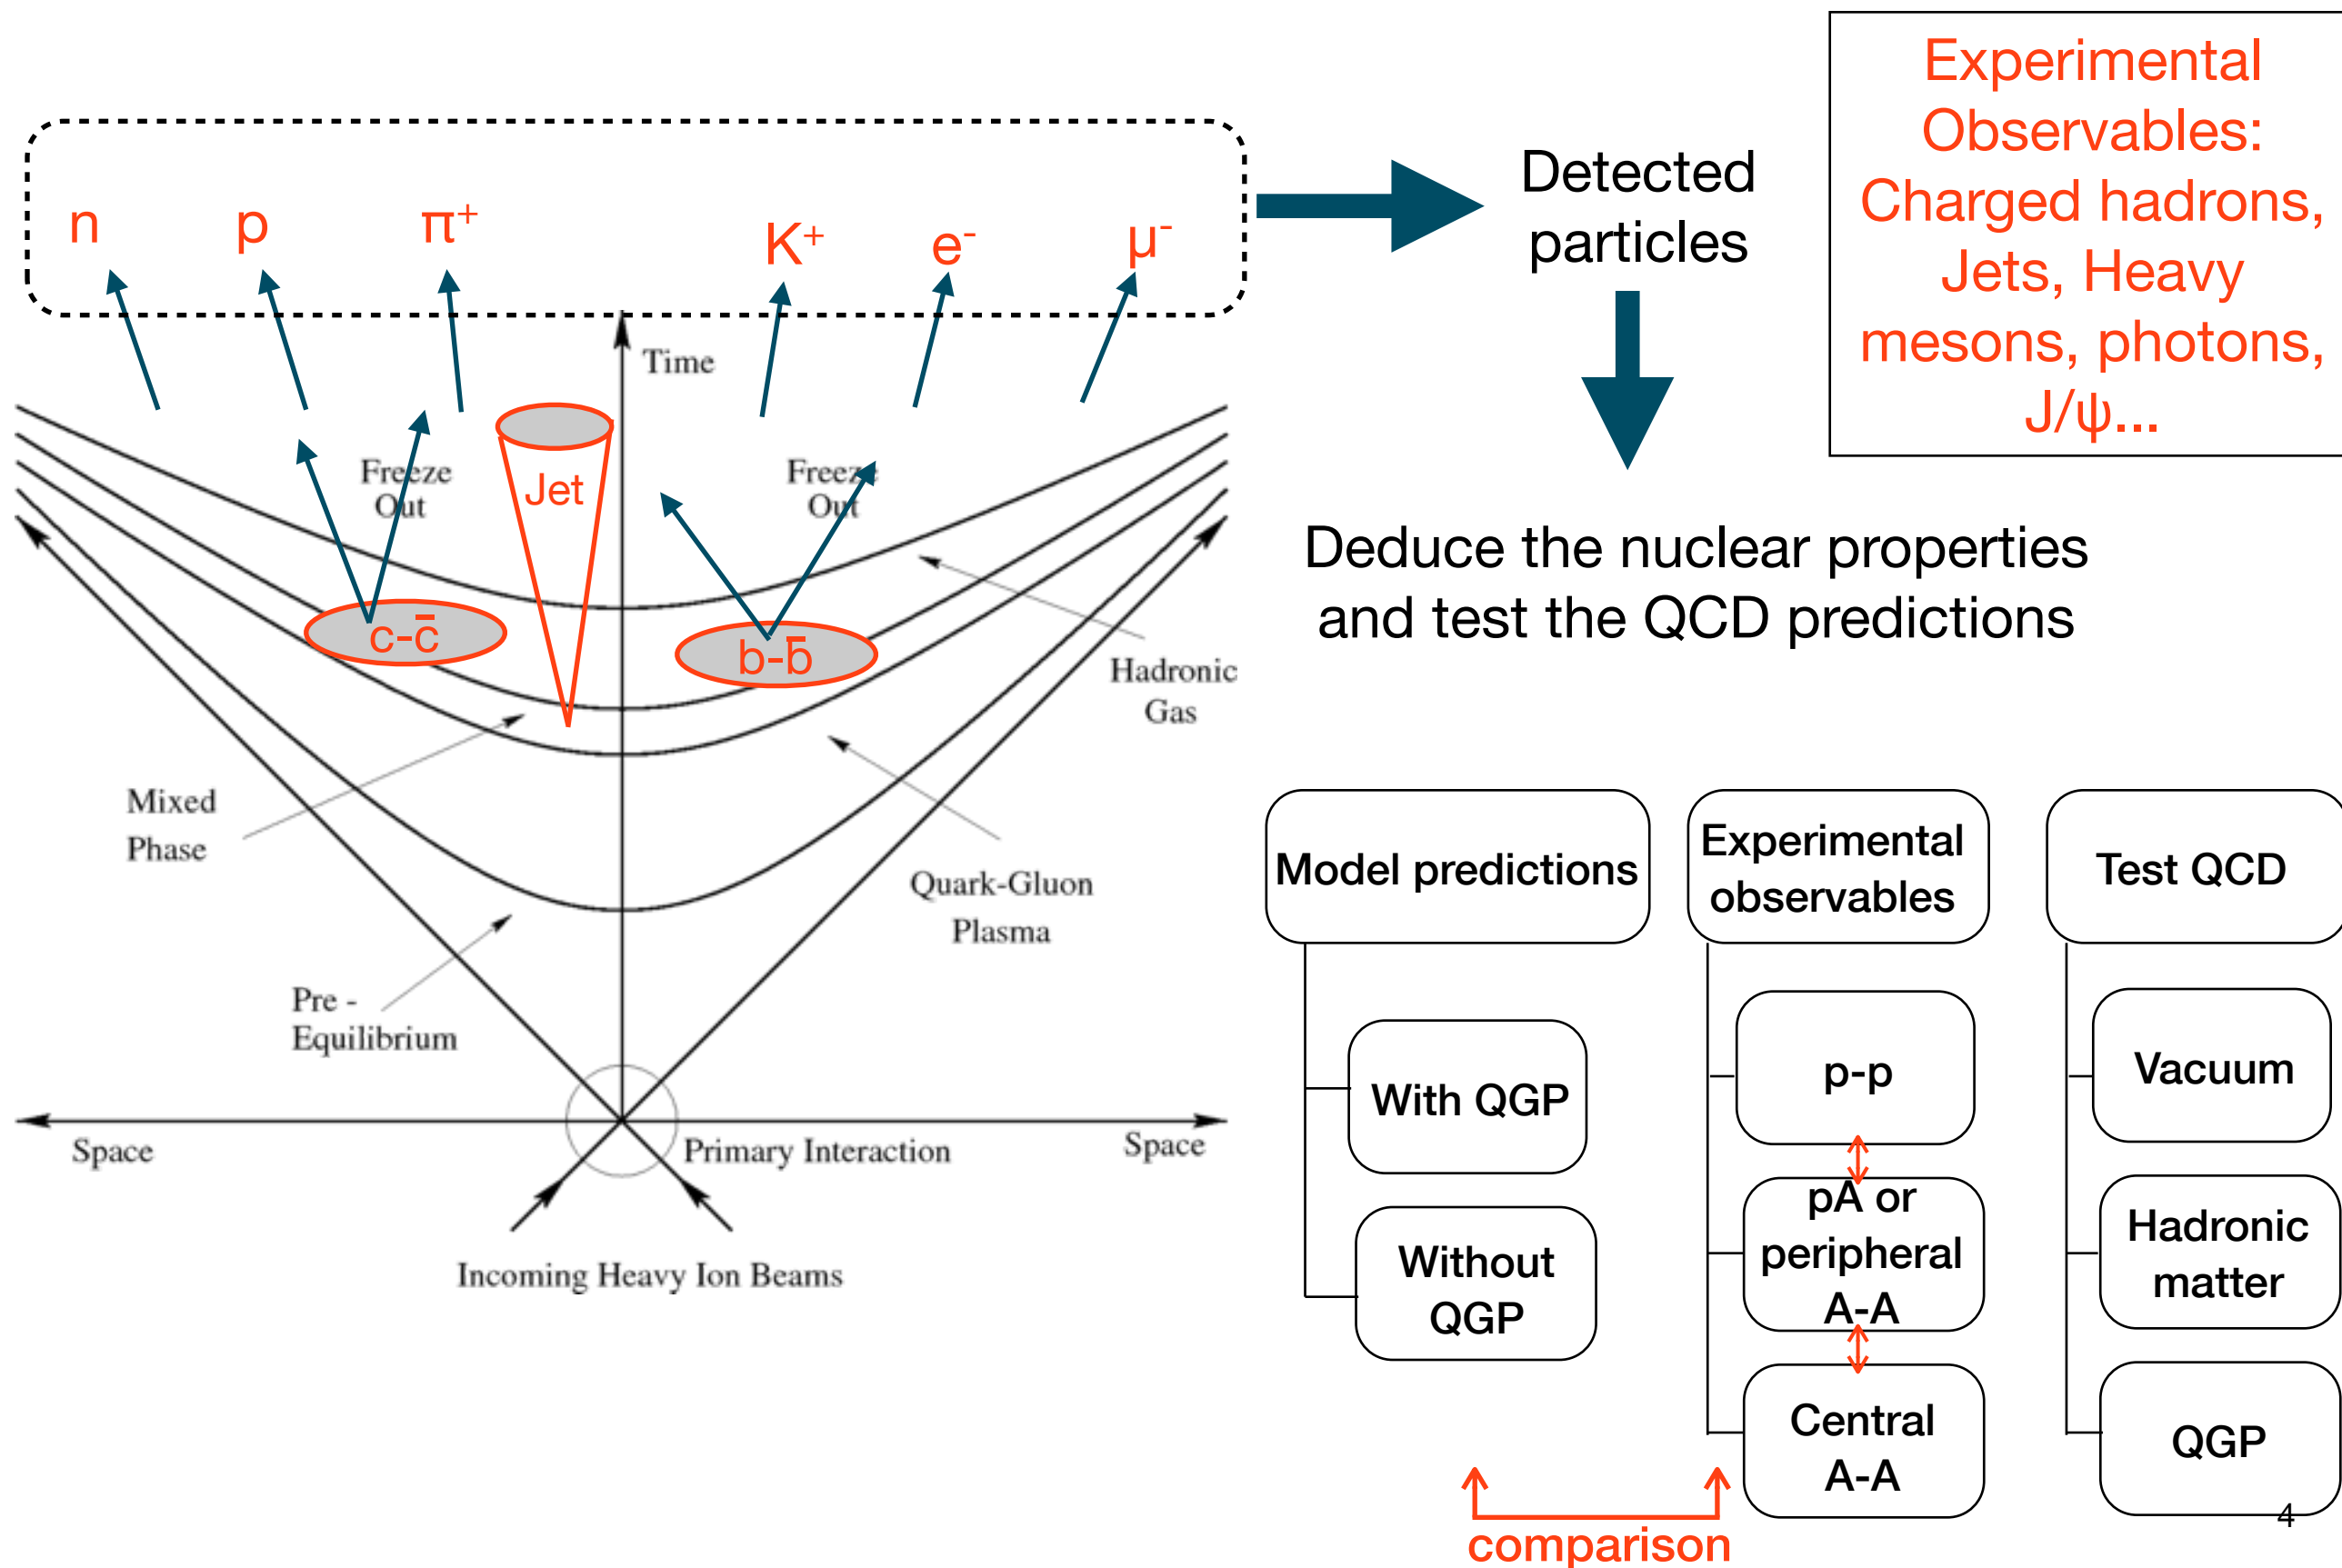 Experimental
Observables:
Charged hadrons,
Jets, Heavy
mesons, photons,
J/ψ...
Detected
particles
n
p
π⁺
K⁺
e⁻
μ⁻
Time
Freeze
Out
Jet
Freeze
Out
Deduce the nuclear properties
and test the QCD predictions
c-c̄
b-b̄
Hadronic
Gas
Mixed
Phase
Quark-Gluon
Plasma
Pre -
Equilibrium
Space
Primary Interaction
Space
Incoming Heavy Ion Beams
Model predictions
With QGP
Without
QGP
Experimental
observables
p-p
pA or
peripheral
A-A
Central
A-A
Test QCD
Vacuum
Hadronic
matter
QGP
comparison
4